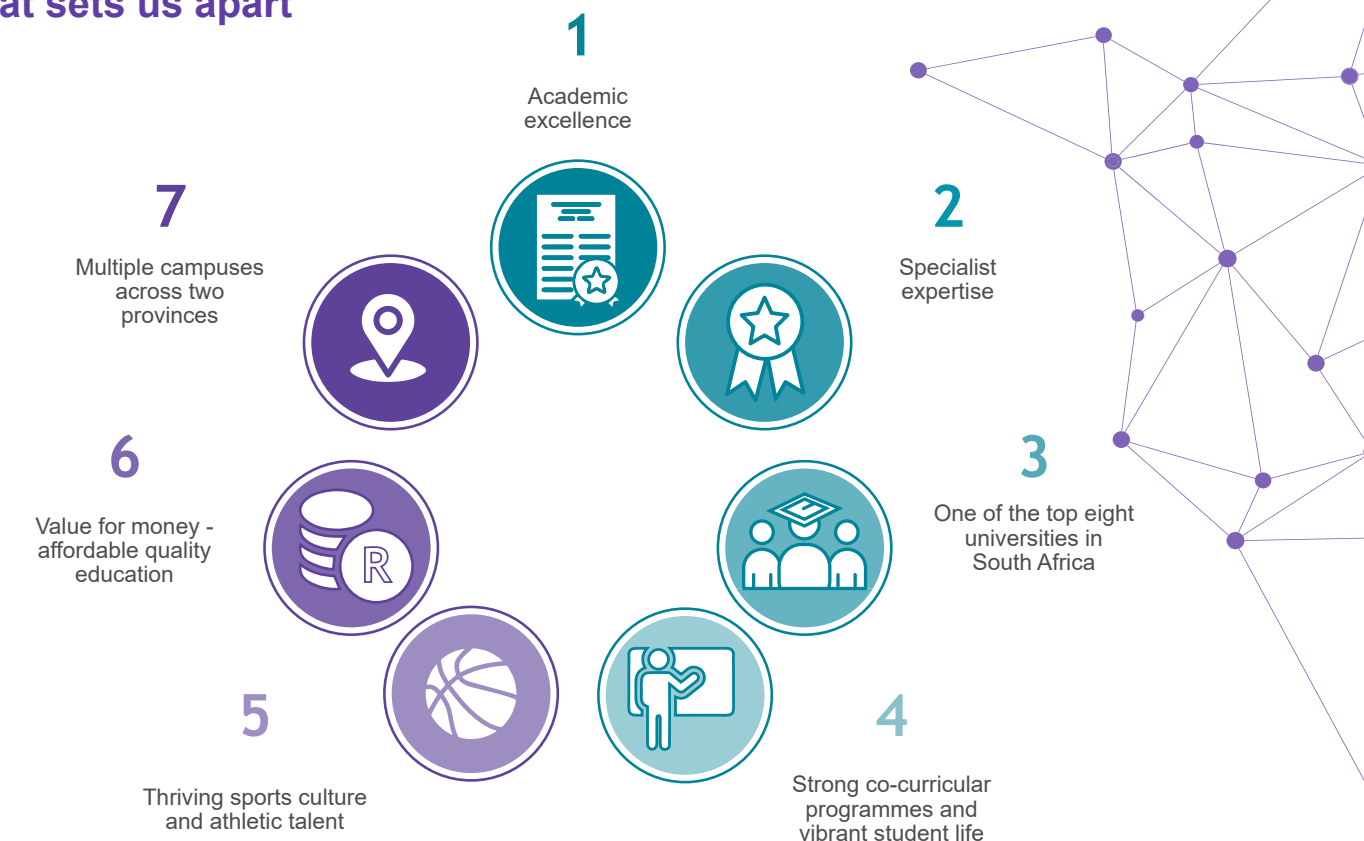 at sets us apart
1
Academic
excellence
2
Specialist
expertise
3
One of the top eight
universities in
South Africa
4
Strong co-curricular
programmes and
vibrant student life
5
Thriving sports culture
and athletic talent
6
Value for money -
affordable quality
education
R
7
Multiple campuses
across two
provinces